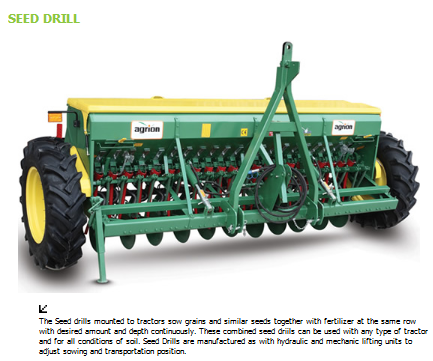 SEED DRILL
agrion
agrion
The Seed drills mounted to tractors sow grains and similar seeds together with fertilizer at the same row
with desired amount and depth continuously. These combined seed drills can be used with any type of tractor
and for all conditions of soil. Seed Drills are manufactured as with hydraulic and mechanic lifting units to
adjust sowing and transportation position.